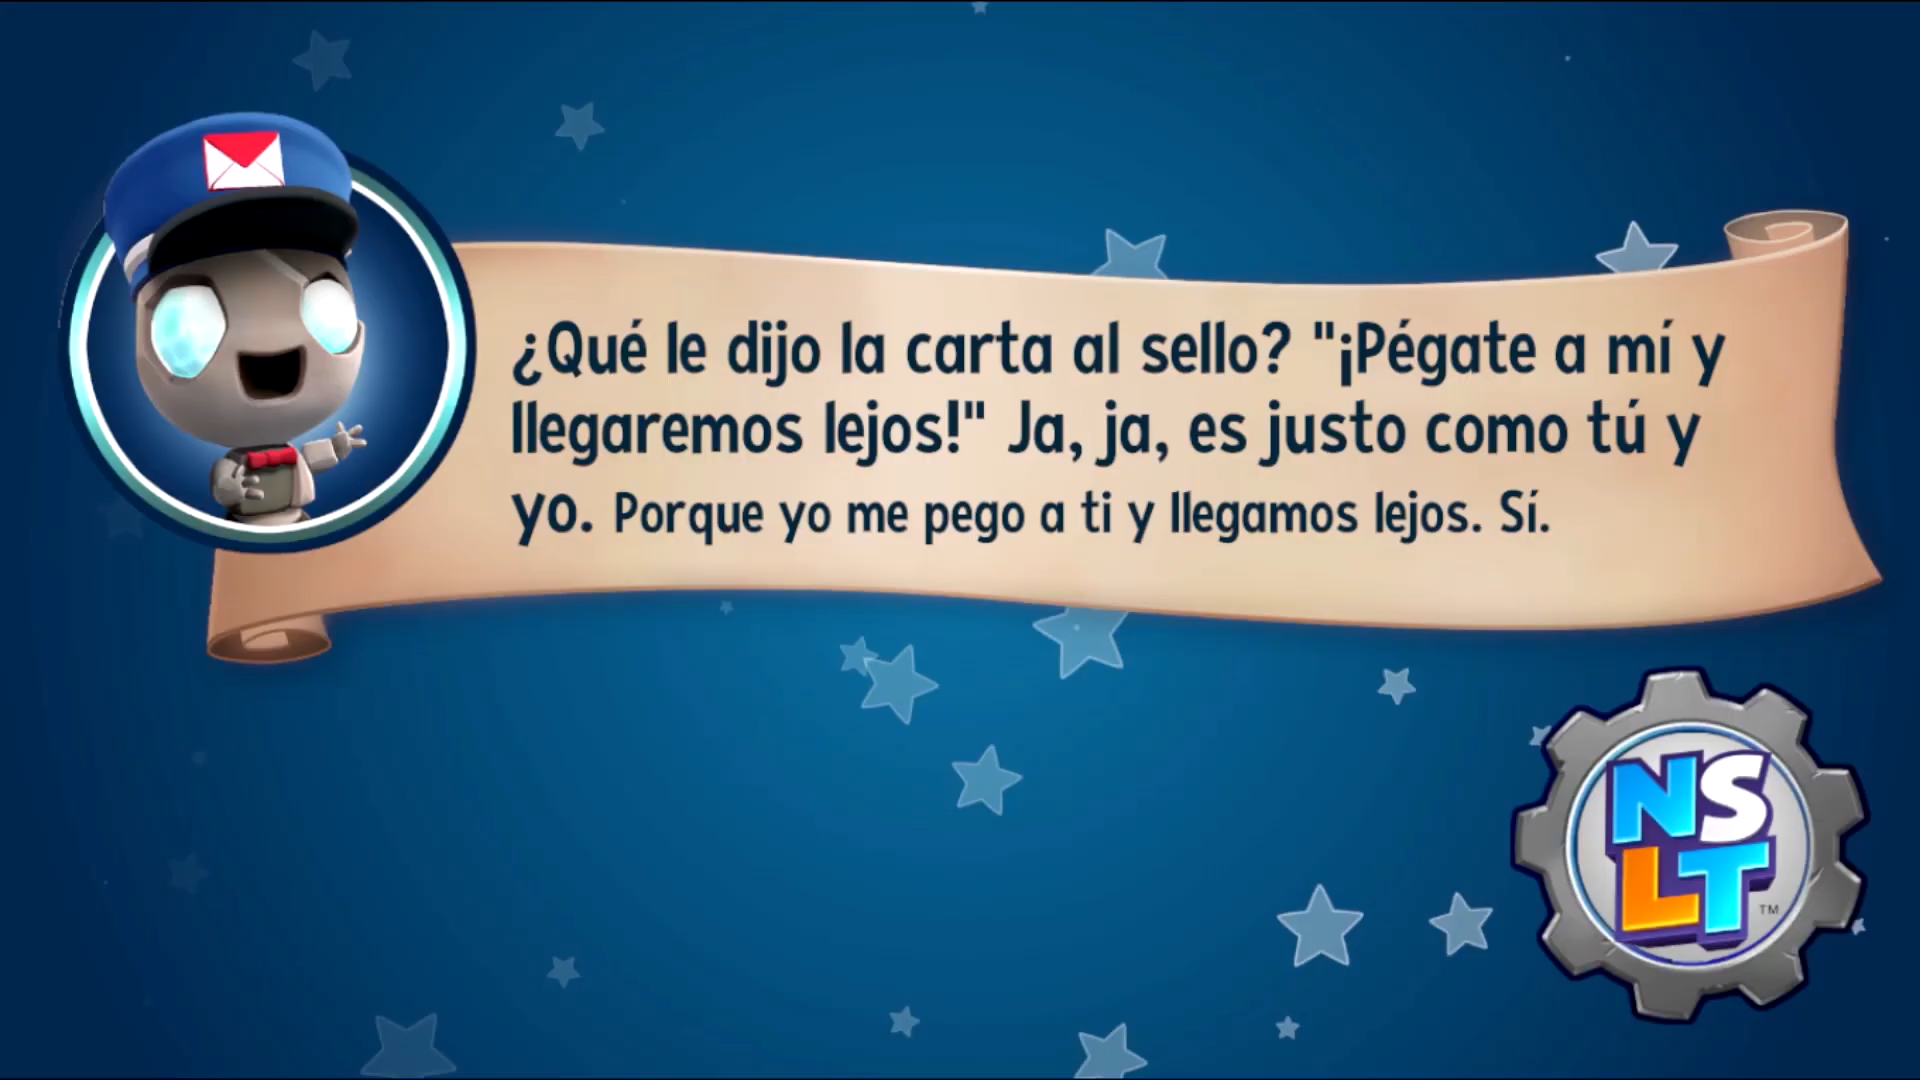 ¿Qué le dijo la carta al sello? "¡Pégate a mí y
llegaremos lejos!" Ja, ja, es justo como tú y
yo. Porque yo me pego a ti y llegamos lejos. Sí.
NS
LT
TM